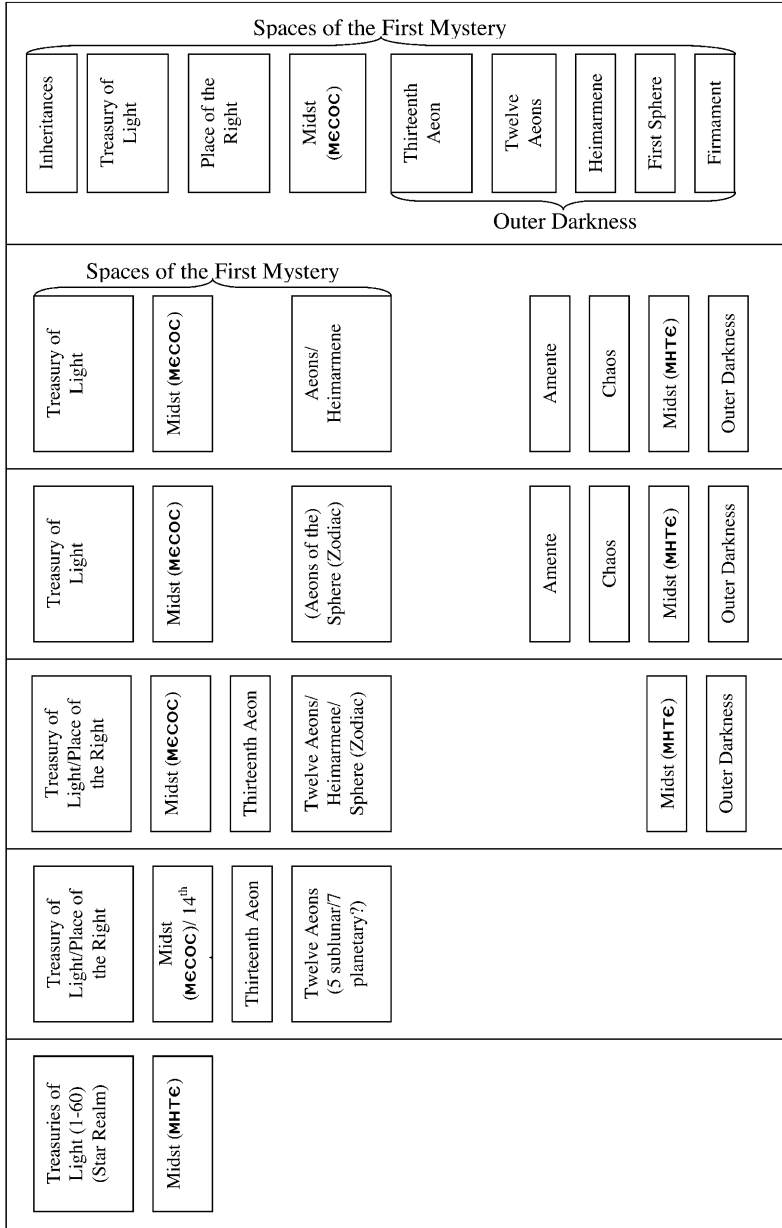 Spaces of the First Mystery
Inheritances
Treasury of
Light
Place of the
Right
Midst
(ⲙⲉⲥⲟⲥ)
Thirteenth
Aeon
Twelve
Aeons
Heimarmene
First Sphere
Firmament
Outer Darkness
Spaces of the First Mystery
Treasury of
Light
Midst (ⲙⲉⲥⲟⲥ)
Aeons/
Heimarmene
Amente
Chaos
Midst (ⲙⲏⲧⲉ)
Outer Darkness
Treasury of
Light
Midst (ⲙⲉⲥⲟⲥ)
(Aeons of the)
Sphere (Zodiac)
Amente
Chaos
Midst (ⲙⲏⲧⲉ)
Outer Darkness
Treasury of
Light/Place of
the Right
Midst (ⲙⲉⲥⲟⲥ)
Thirteenth Aeon
Twelve Aeons/
Heimarmene/
Sphere (Zodiac)
Midst (ⲙⲏⲧⲉ)
Outer Darkness
Treasury of
Light/Place of
the Right
Midst
(ⲙⲉⲥⲟⲥ)/ 14th
Thirteenth Aeon
Twelve Aeons
(5 sublunar/7
planetary?)
Treasuries of
Light (1-60)
(Star Realm)
Midst (ⲙⲏⲧⲉ)